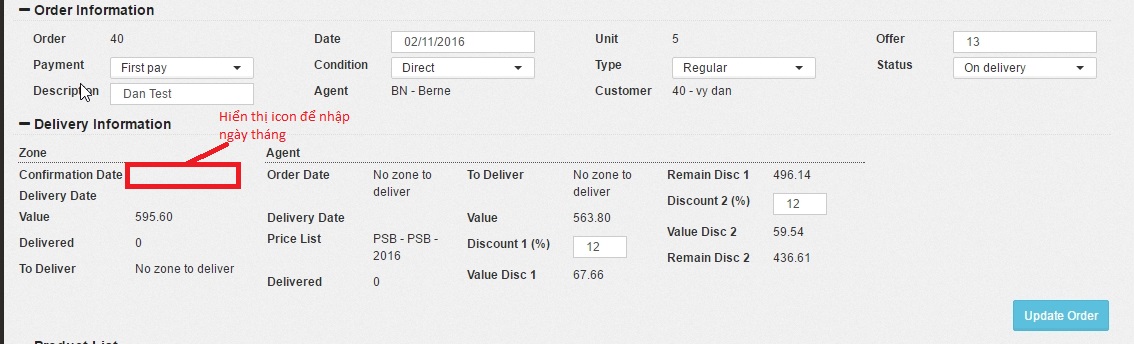 Order Information
Order 40 Date 02/11/2016 Unit 5 Offer 13
Payment First pay Condition Direct Type Regular Status On delivery
Description Dan Test Agent BN - Berne Customer 40 - vy dan
Hiển thị icon để nhập
ngày tháng
Delivery Information
Zone Agent
Confirmation Date Order Date No zone to deliver To Deliver No zone to deliver Remain Disc 1 496.14
Delivery Date Discount 2 (%) 12
Value 595.60 Delivery Date Value 563.80 Value Disc 2 59.54
Delivered 0 Price List PSB - PSB - 2016 Discount 1 (%) 12 Remain Disc 2 436.61
To Deliver No zone to deliver Delivered 0 Value Disc 1 67.66
Update Order
Product List